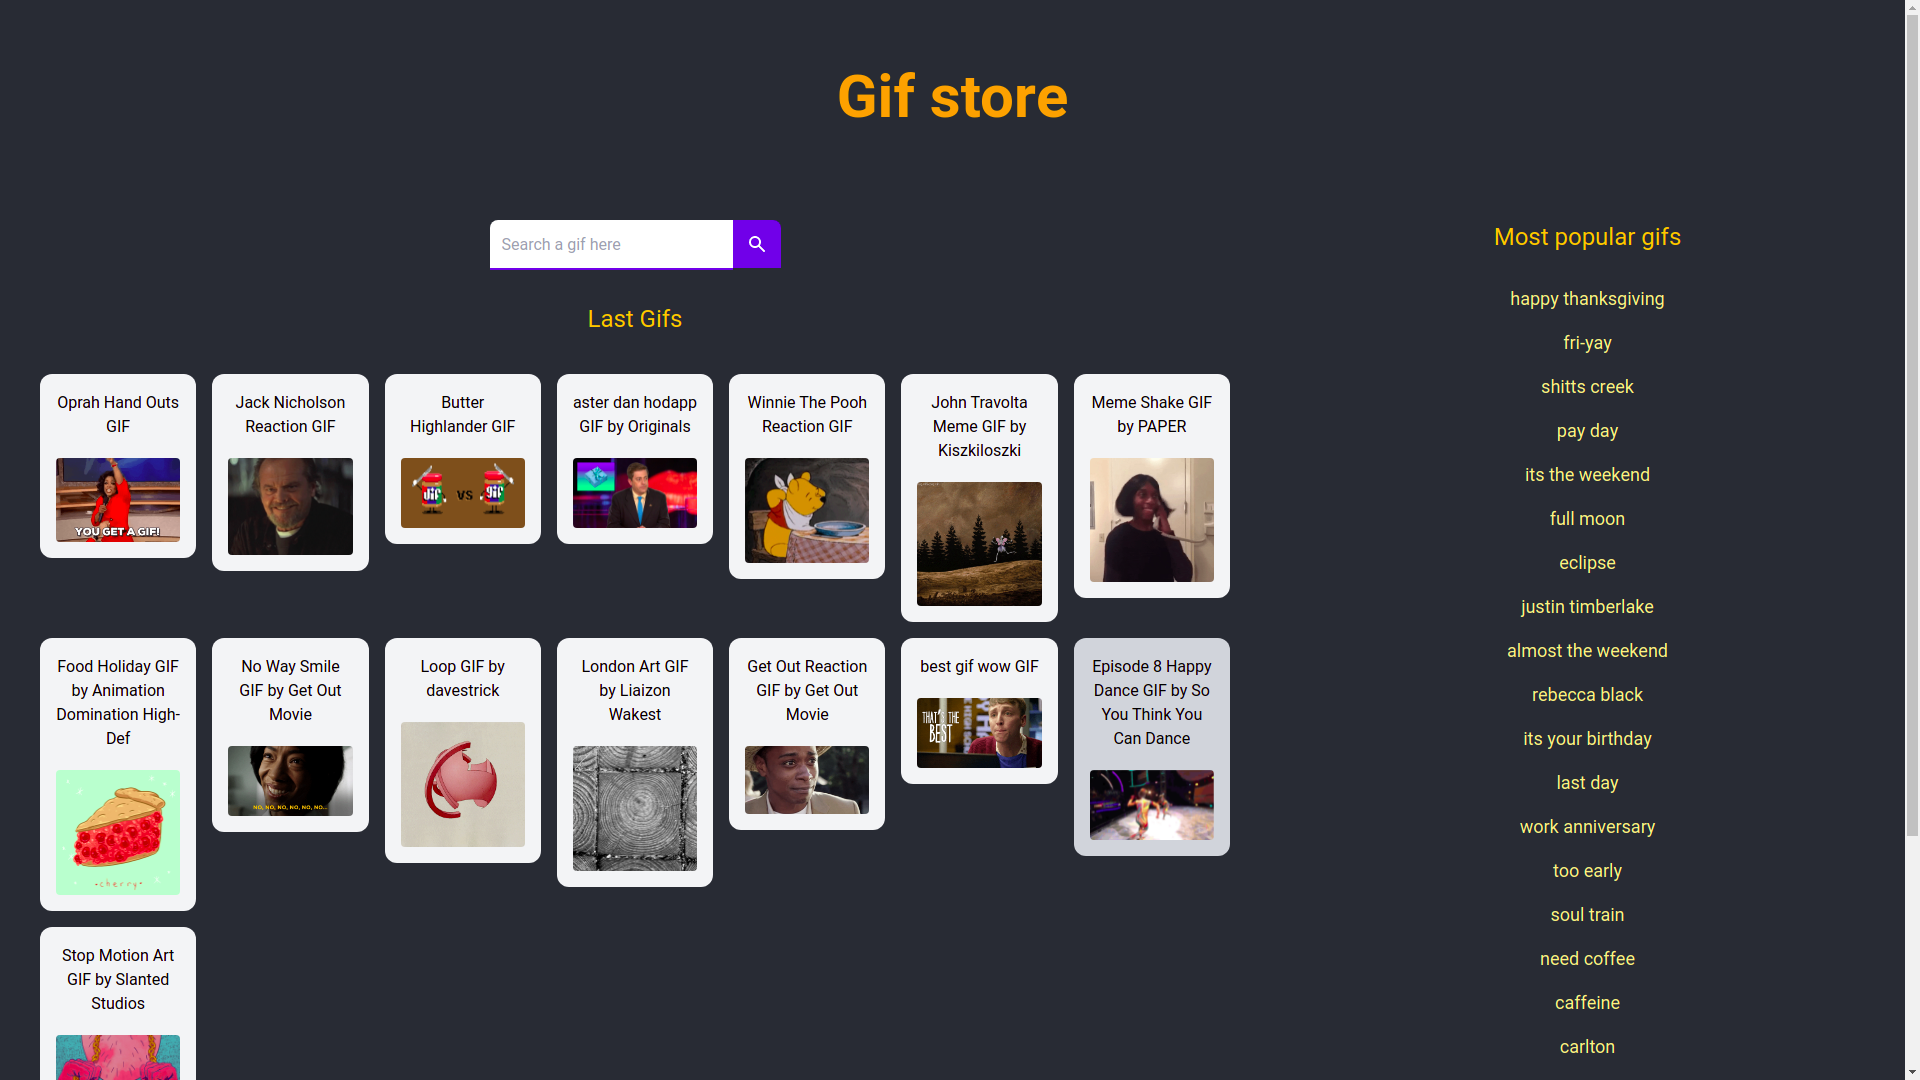 Gif store
Search a gif here
Last Gifs
Oprah Hand Outs
GIF
YOU GET A GIF!
Jack Nicholson
Reaction GIF
Butter
Highlander GIF
jif VS gif
aster dan hodapp
GIF by Originals
Winnie The Pooh
Reaction GIF
John Travolta
Meme GIF by
Kiszkiloszki
Meme Shake GIF
by PAPER
Food Holiday GIF
by Animation
Domination High-
Def
-cherry-
No Way Smile
GIF by Get Out
Movie
NO, NO, NO, NO, NO, NO...
Loop GIF by
davestrick
London Art GIF
by Liaizon
Wakest
Get Out Reaction
GIF by Get Out
Movie
best gif wow GIF
THAT'S THE
BEST
Episode 8 Happy
Dance GIF by So
You Think You
Can Dance
Stop Motion Art
GIF by Slanted
Studios
Most popular gifs
happy thanksgiving
fri-yay
shitts creek
pay day
its the weekend
full moon
eclipse
justin timberlake
almost the weekend
rebecca black
its your birthday
last day
work anniversary
too early
soul train
need coffee
caffeine
carlton